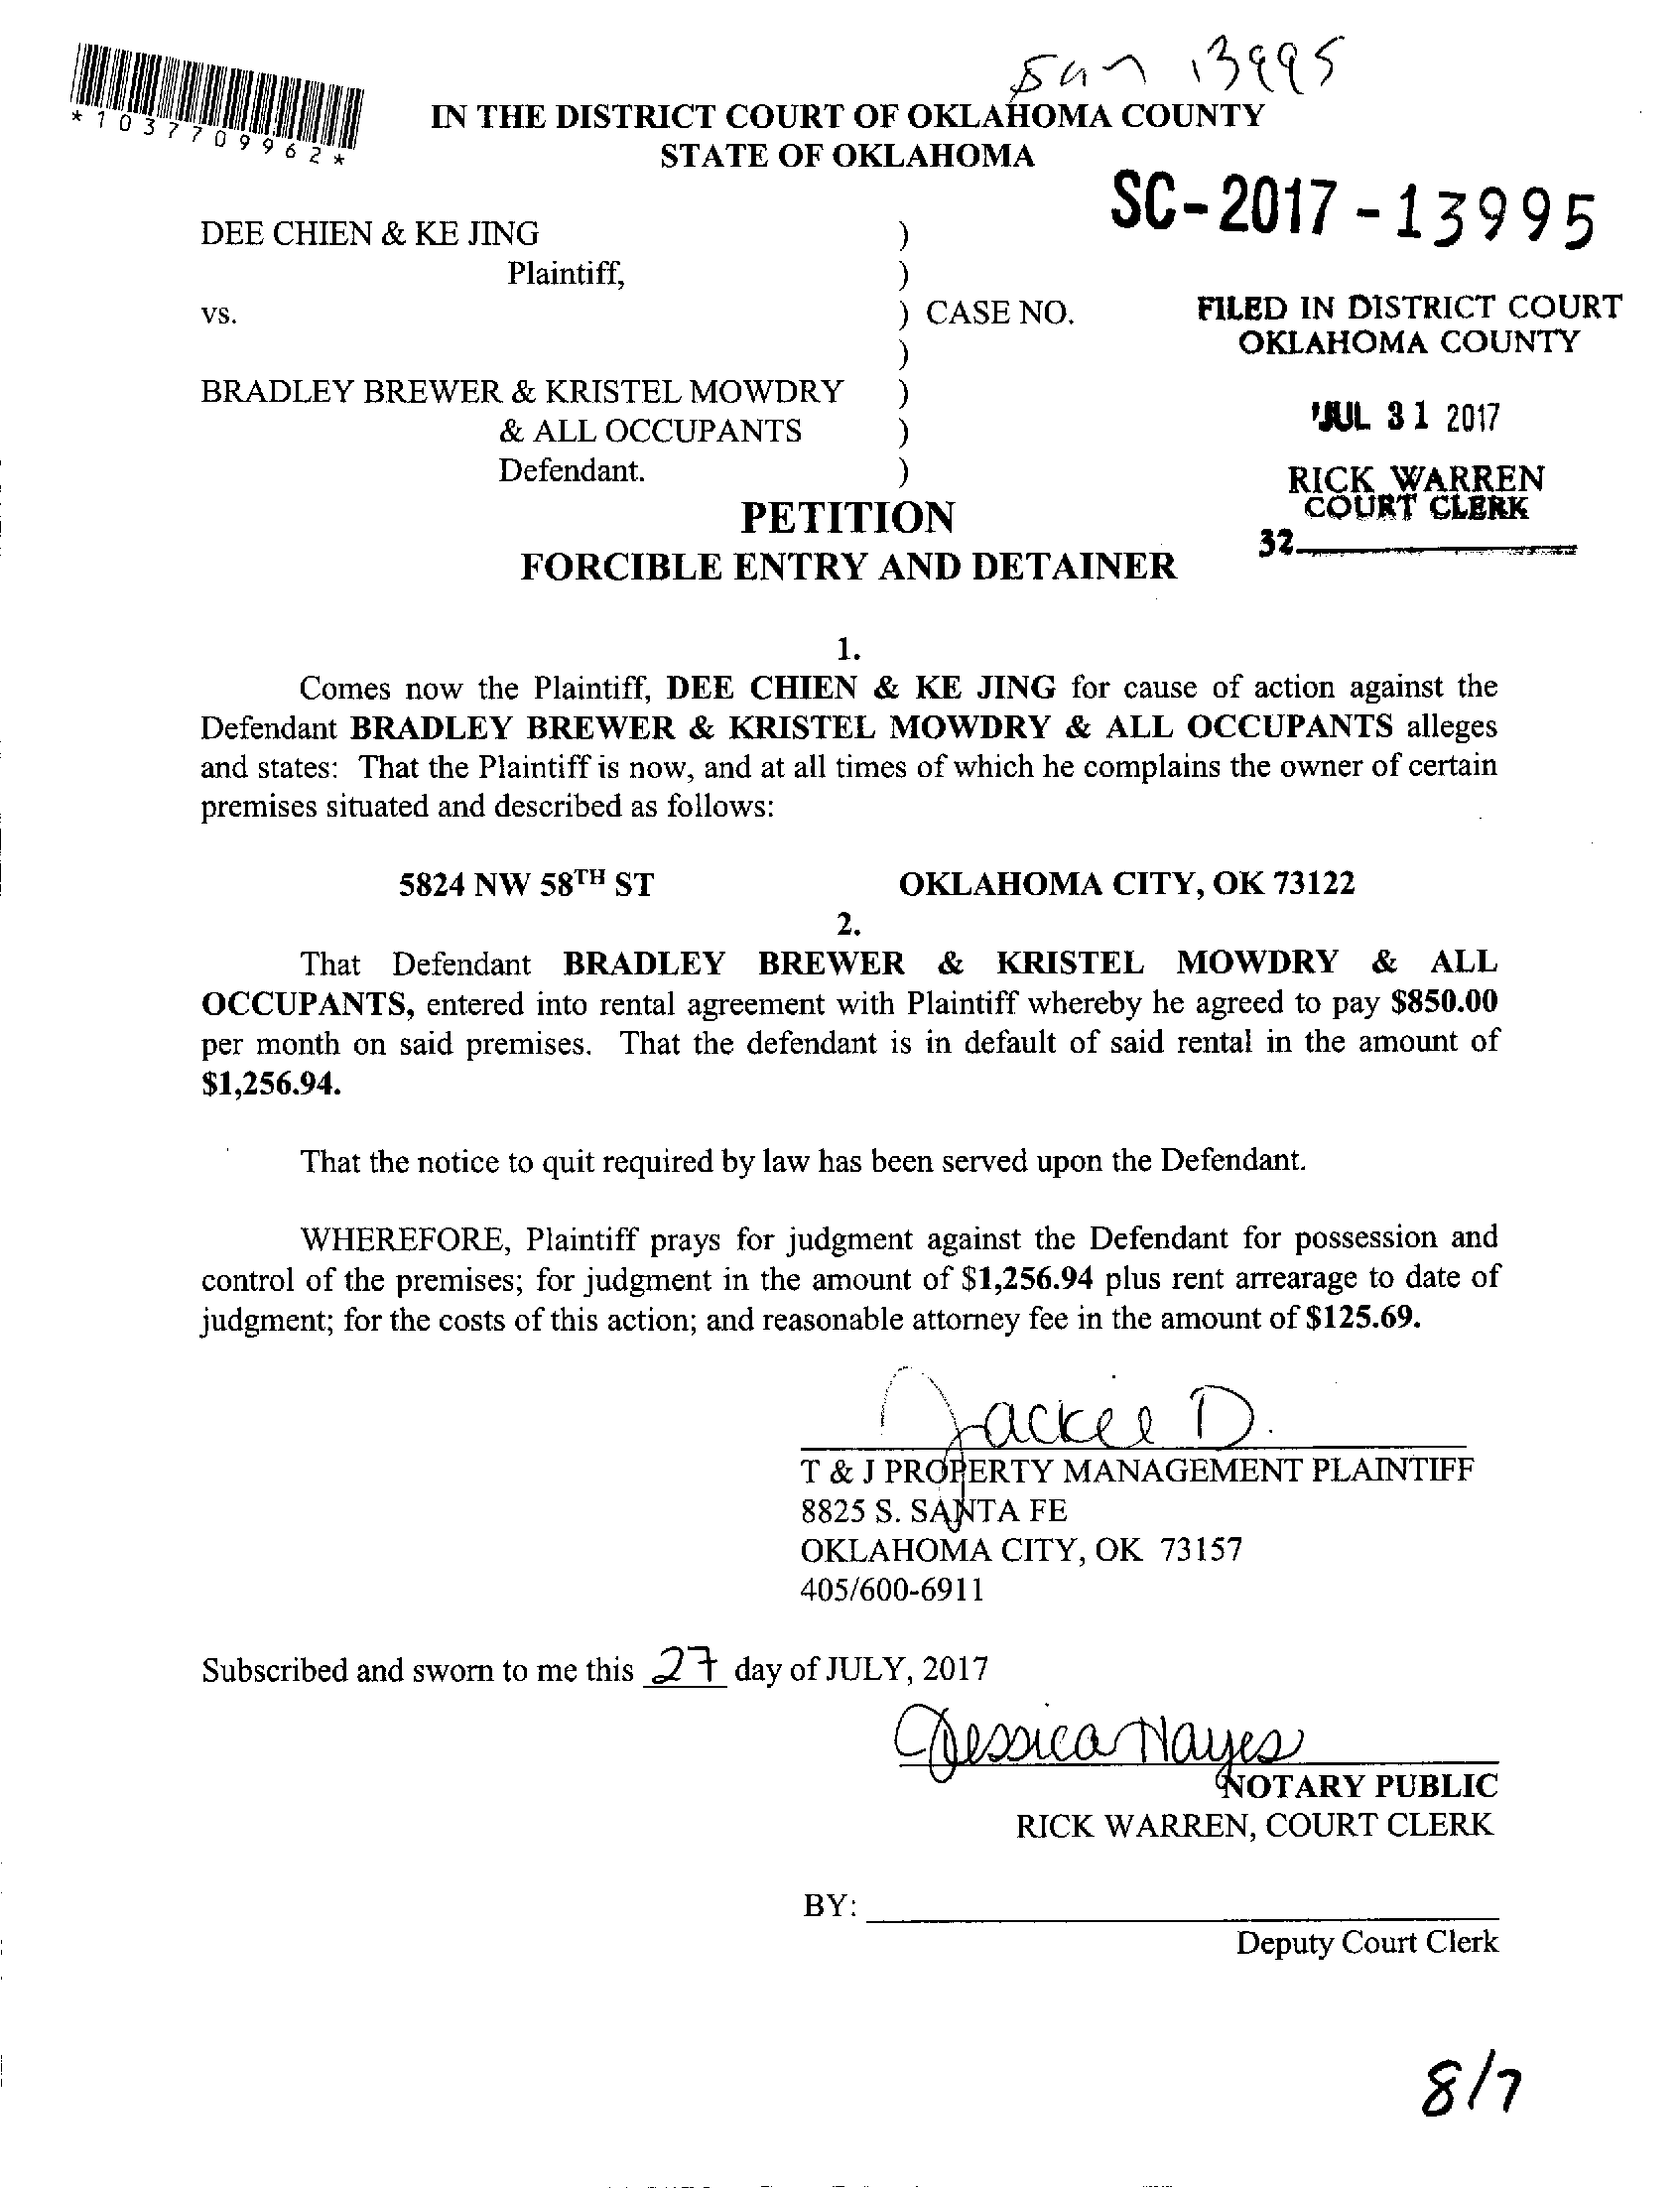 San 13995
*1037709962*
IN THE DISTRICT COURT OF OKLAHOMA COUNTY
STATE OF OKLAHOMA
SC-2017-13995
DEE CHIEN & KE JING )
Plaintiff, )
vs. ) CASE NO.
)
BRADLEY BREWER & KRISTEL MOWDRY )
& ALL OCCUPANTS )
Defendant. )
FILED IN DISTRICT COURT
OKLAHOMA COUNTY
JUL 31 2017
RICK WARREN
COURT CLERK
32
PETITION
FORCIBLE ENTRY AND DETAINER
1.
Comes now the Plaintiff, DEE CHIEN & KE JING for cause of action against the
Defendant BRADLEY BREWER & KRISTEL MOWDRY & ALL OCCUPANTS alleges
and states: That the Plaintiff is now, and at all times of which he complains the owner of certain
premises situated and described as follows:
5824 NW 58TH ST OKLAHOMA CITY, OK 73122
2.
That Defendant BRADLEY BREWER & KRISTEL MOWDRY & ALL
OCCUPANTS, entered into rental agreement with Plaintiff whereby he agreed to pay $850.00
per month on said premises. That the defendant is in default of said rental in the amount of
$1,256.94.
That the notice to quit required by law has been served upon the Defendant.
WHEREFORE, Plaintiff prays for judgment against the Defendant for possession and
control of the premises; for judgment in the amount of $1,256.94 plus rent arrearage to date of
judgment; for the costs of this action; and reasonable attorney fee in the amount of $125.69.
Jackie D.
T & J PROPERTY MANAGEMENT PLAINTIFF
8825 S. SANTA FE
OKLAHOMA CITY, OK 73157
405/600-6911
Subscribed and sworn to me this 27 day of JULY, 2017
Jessica Hayes
NOTARY PUBLIC
RICK WARREN, COURT CLERK
BY:
Deputy Court Clerk
8/7